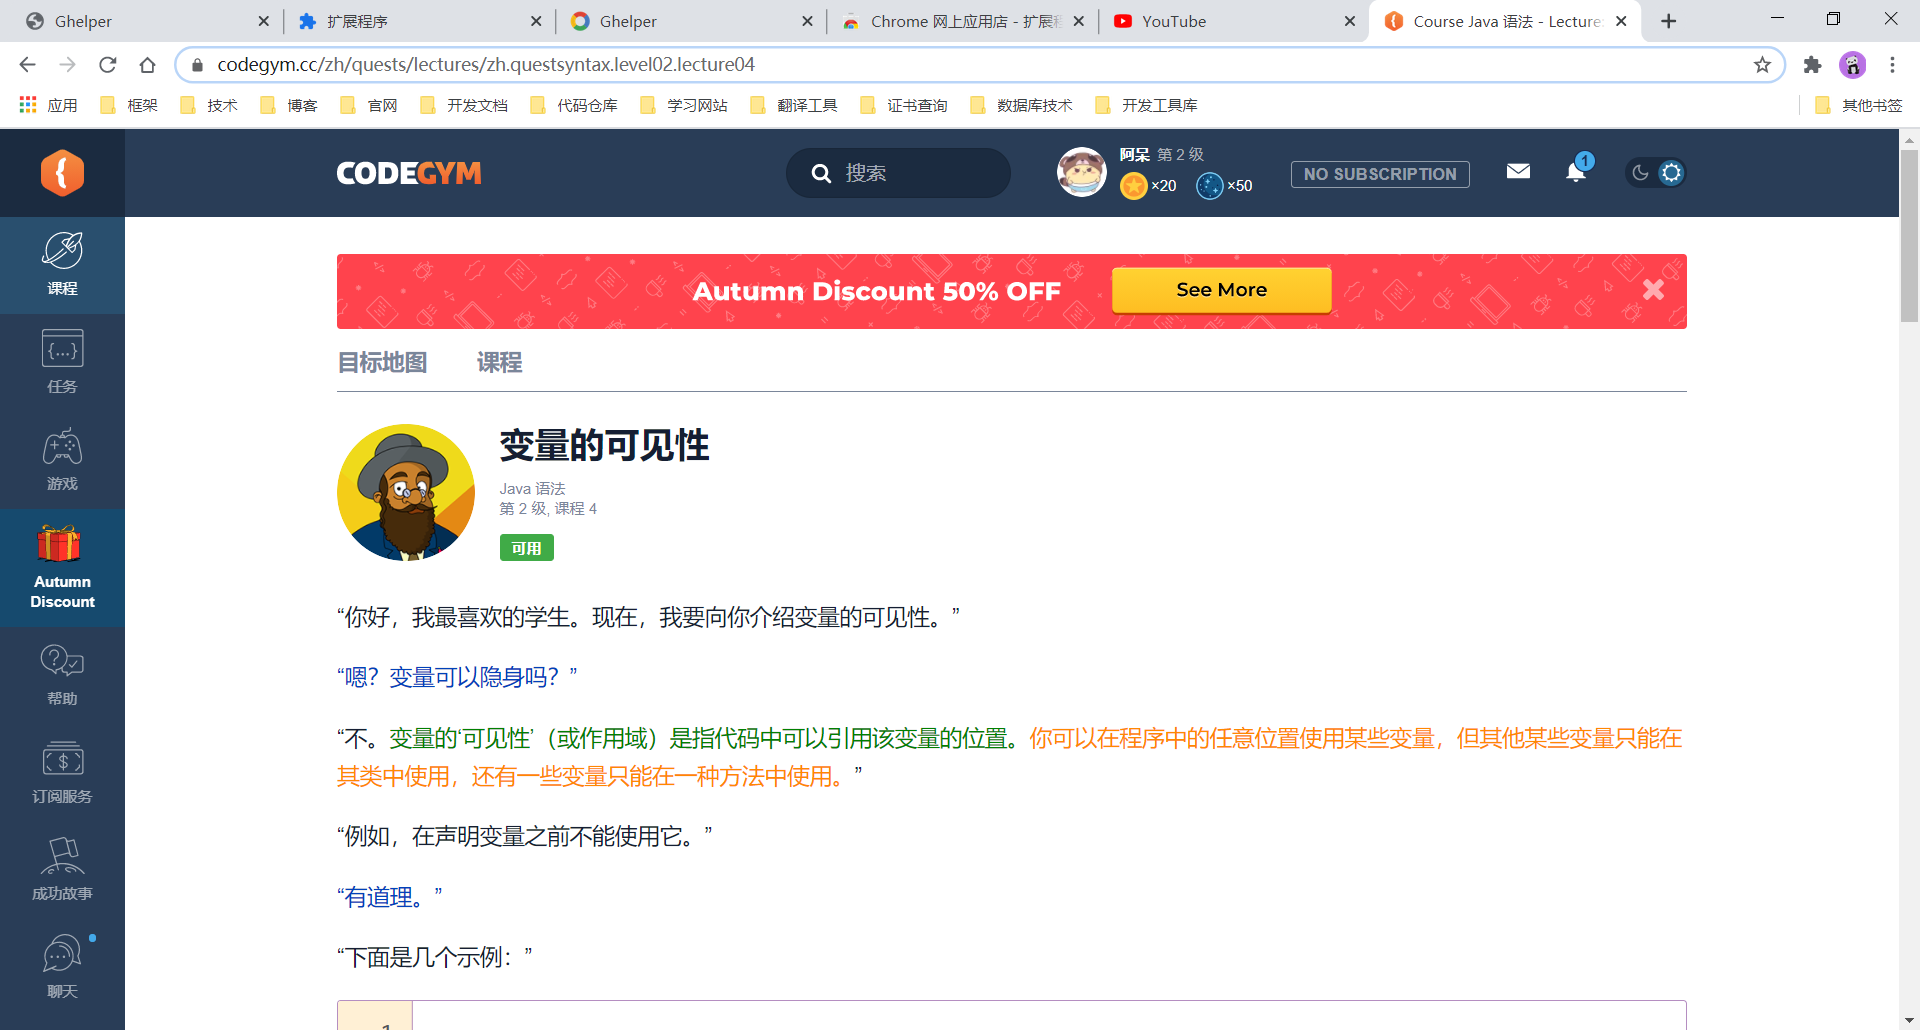 Ghelper
扩展程序
Ghelper
Chrome 网上应用店 - 扩展程
YouTube
Course Java 语法 - Lecture:
codegym.cc/zh/quests/lectures/zh.questsyntax.level02.lecture04
应用
框架
技术
博客
官网
开发文档
代码仓库
学习网站
翻译工具
证书查询
数据库技术
开发工具库
其他书签
CODEGYM
搜索
阿呆 第 2 级
×20 ×50
NO SUBSCRIPTION
1
课程
{...}
任务
游戏
Autumn
Discount
帮助
订阅服务
成功故事
聊天
Autumn Discount 50% OFF
See More
目标地图 课程
变量的可见性
Java 语法
第 2 级, 课程 4
可用
“你好，我最喜欢的学生。现在，我要向你介绍变量的可见性。”
“嗯？变量可以隐身吗？”
“不。变量的‘可见性’（或作用域）是指代码中可以引用该变量的位置。你可以在程序中的任意位置使用某些变量，但其他某些变量只能在
其类中使用，还有一些变量只能在一种方法中使用。”
“例如，在声明变量之前不能使用它。”
“有道理。”
“下面是几个示例：”
1